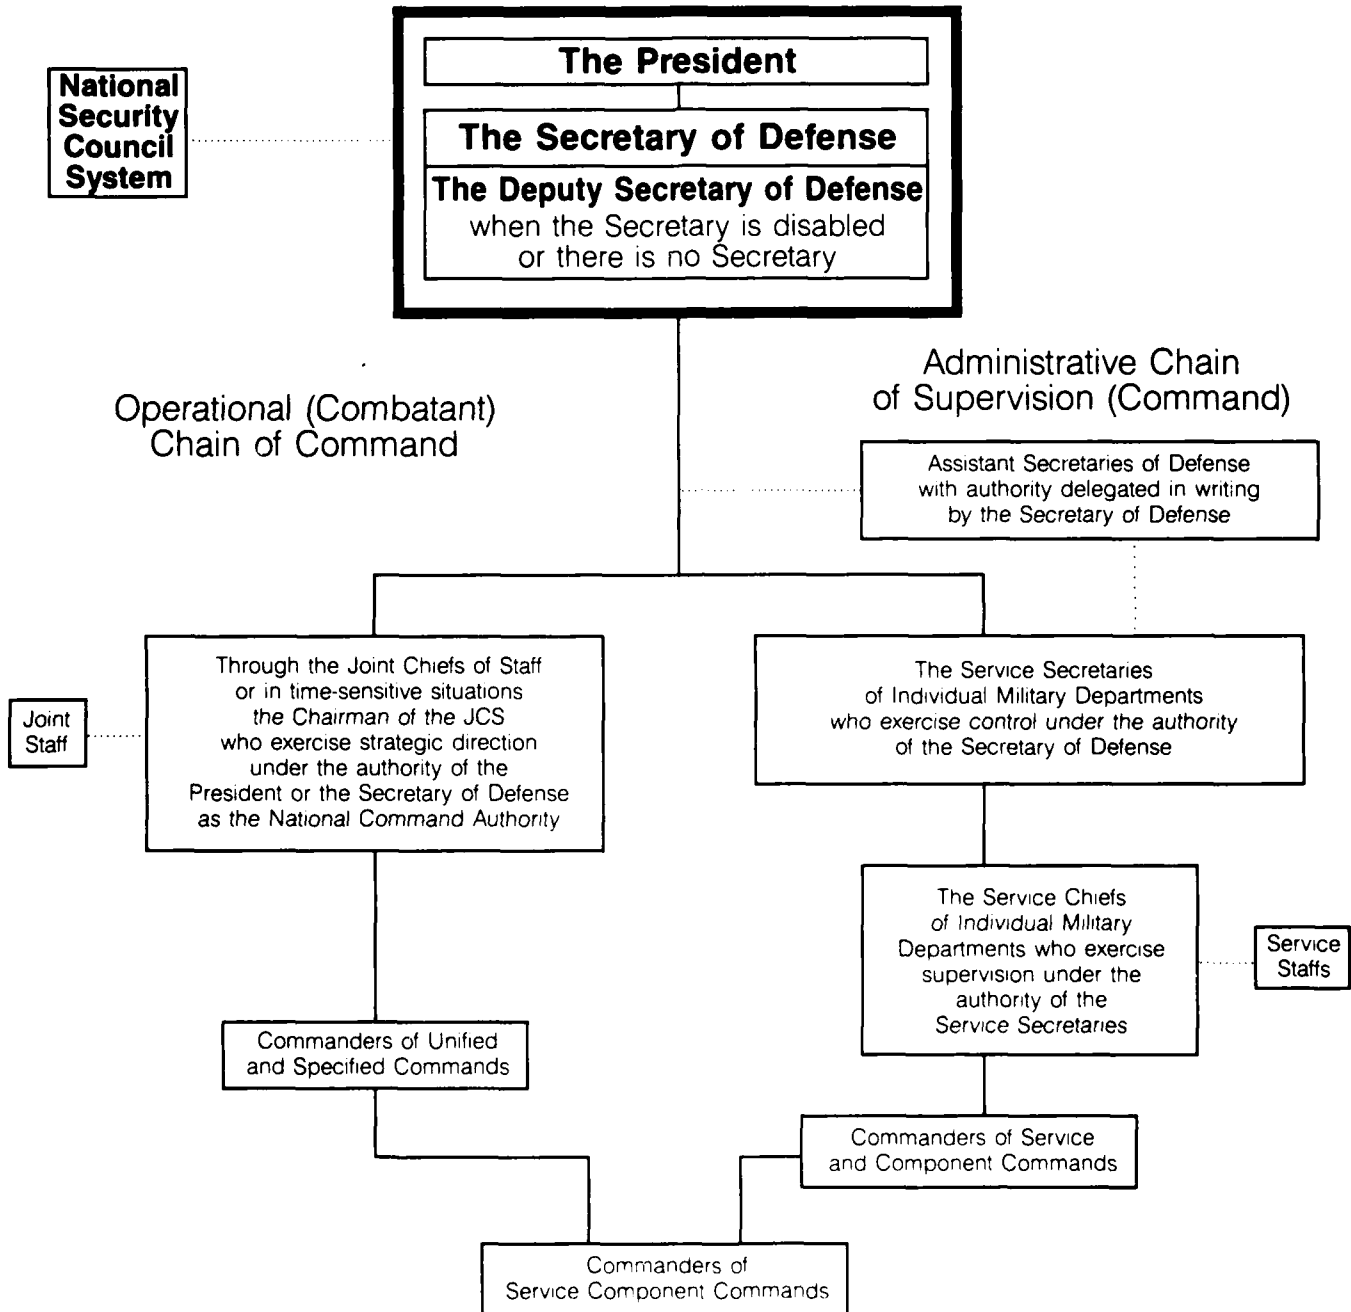 The President
National
Security
Council
System
The Secretary of Defense
The Deputy Secretary of Defense
when the Secretary is disabled
or there is no Secretary
Operational (Combatant)
Chain of Command
Administrative Chain
of Supervision (Command)
Assistant Secretaries of Defense
with authority delegated in writing
by the Secretary of Defense
Joint
Staff
Through the Joint Chiefs of Staff
or in time-sensitive situations
the Chairman of the JCS
who exercise strategic direction
under the authority of the
President or the Secretary of Defense
as the National Command Authority
The Service Secretaries
of Individual Military Departments
who exercise control under the authority
of the Secretary of Defense
The Service Chiefs
of Individual Military
Departments who exercise
supervision under the
authority of the
Service Secretaries
Service
Staffs
Commanders of Unified
and Specified Commands
Commanders of Service
and Component Commands
Commanders of
Service Component Commands